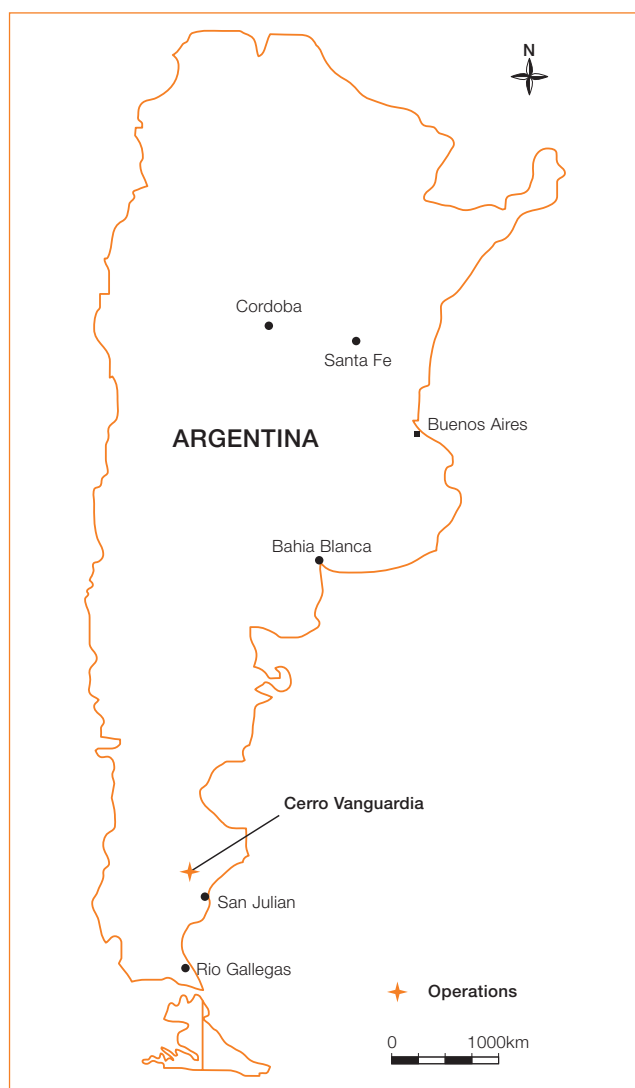 N
Cordoba
Santa Fe
Buenos Aires
ARGENTINA
Bahia Blanca
Cerro Vanguardia
San Julian
Rio Gallegas
Operations
0 1000km